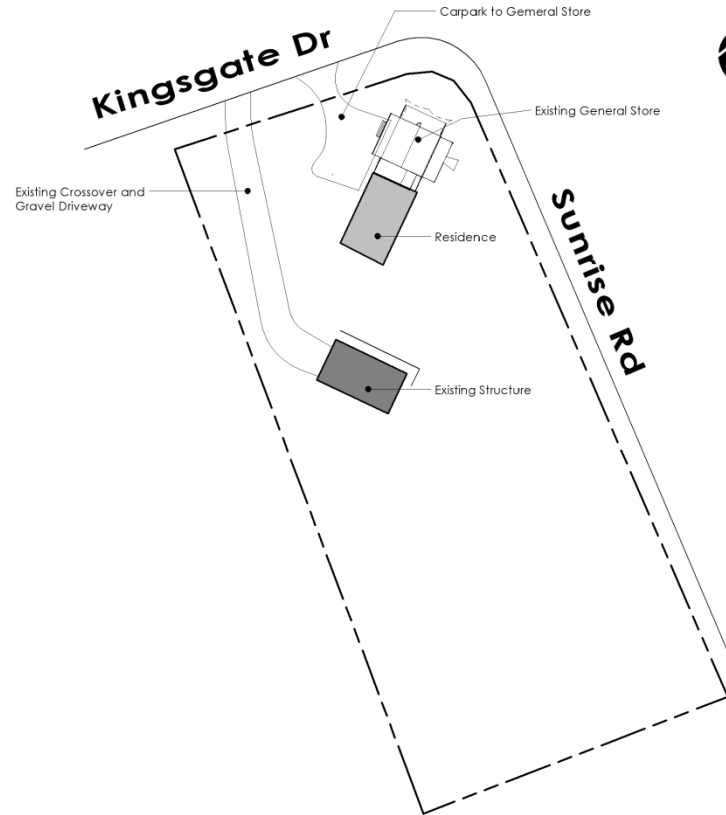 Carpark to Gemeral Store
Kingsgate Dr
Existing General Store
Existing Crossover and
Gravel Driveway
Sunrise Rd
Residence
Existing Structure